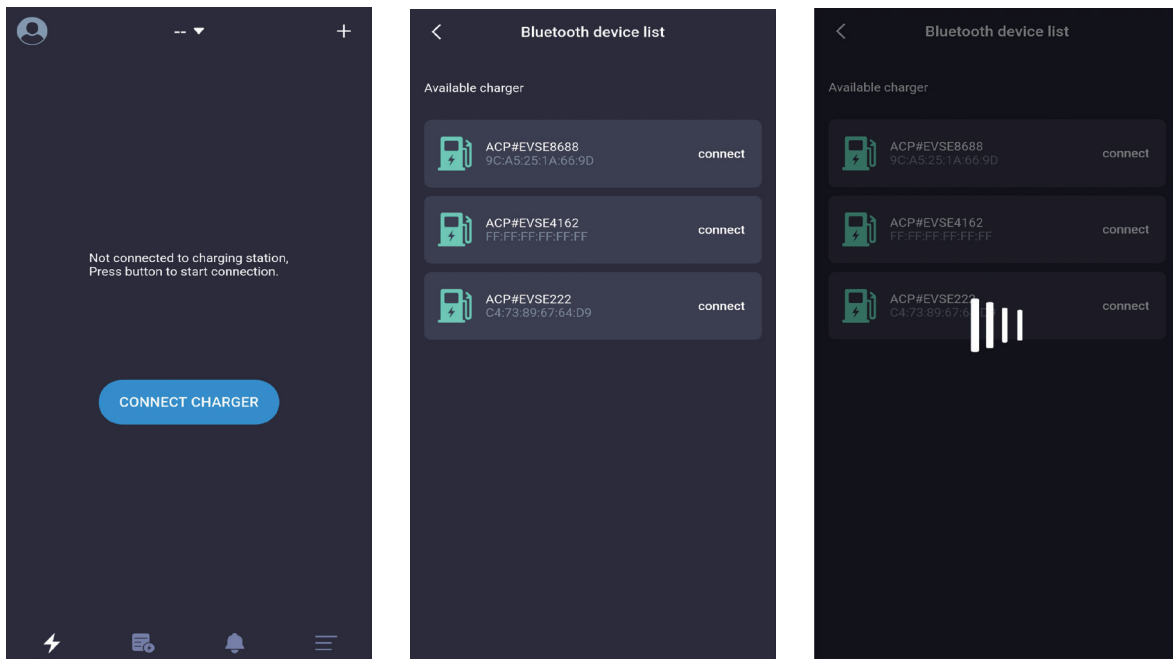 --
Not connected to charging station,
Press button to start connection.
CONNECT CHARGER
Bluetooth device list
Available charger
ACP#EVSE8688
9C:A5:25:1A:66:9D
connect
ACP#EVSE4162
FF:FF:FF:FF:FF:FF
connect
ACP#EVSE222
C4:73:89:67:64:D9
connect
Bluetooth device list
Available charger
ACP#EVSE8688
9C:A5:25:1A:66:9D
connect
ACP#EVSE4162
FF:FF:FF:FF:FF:FF
connect
ACP#EVSE222
connect